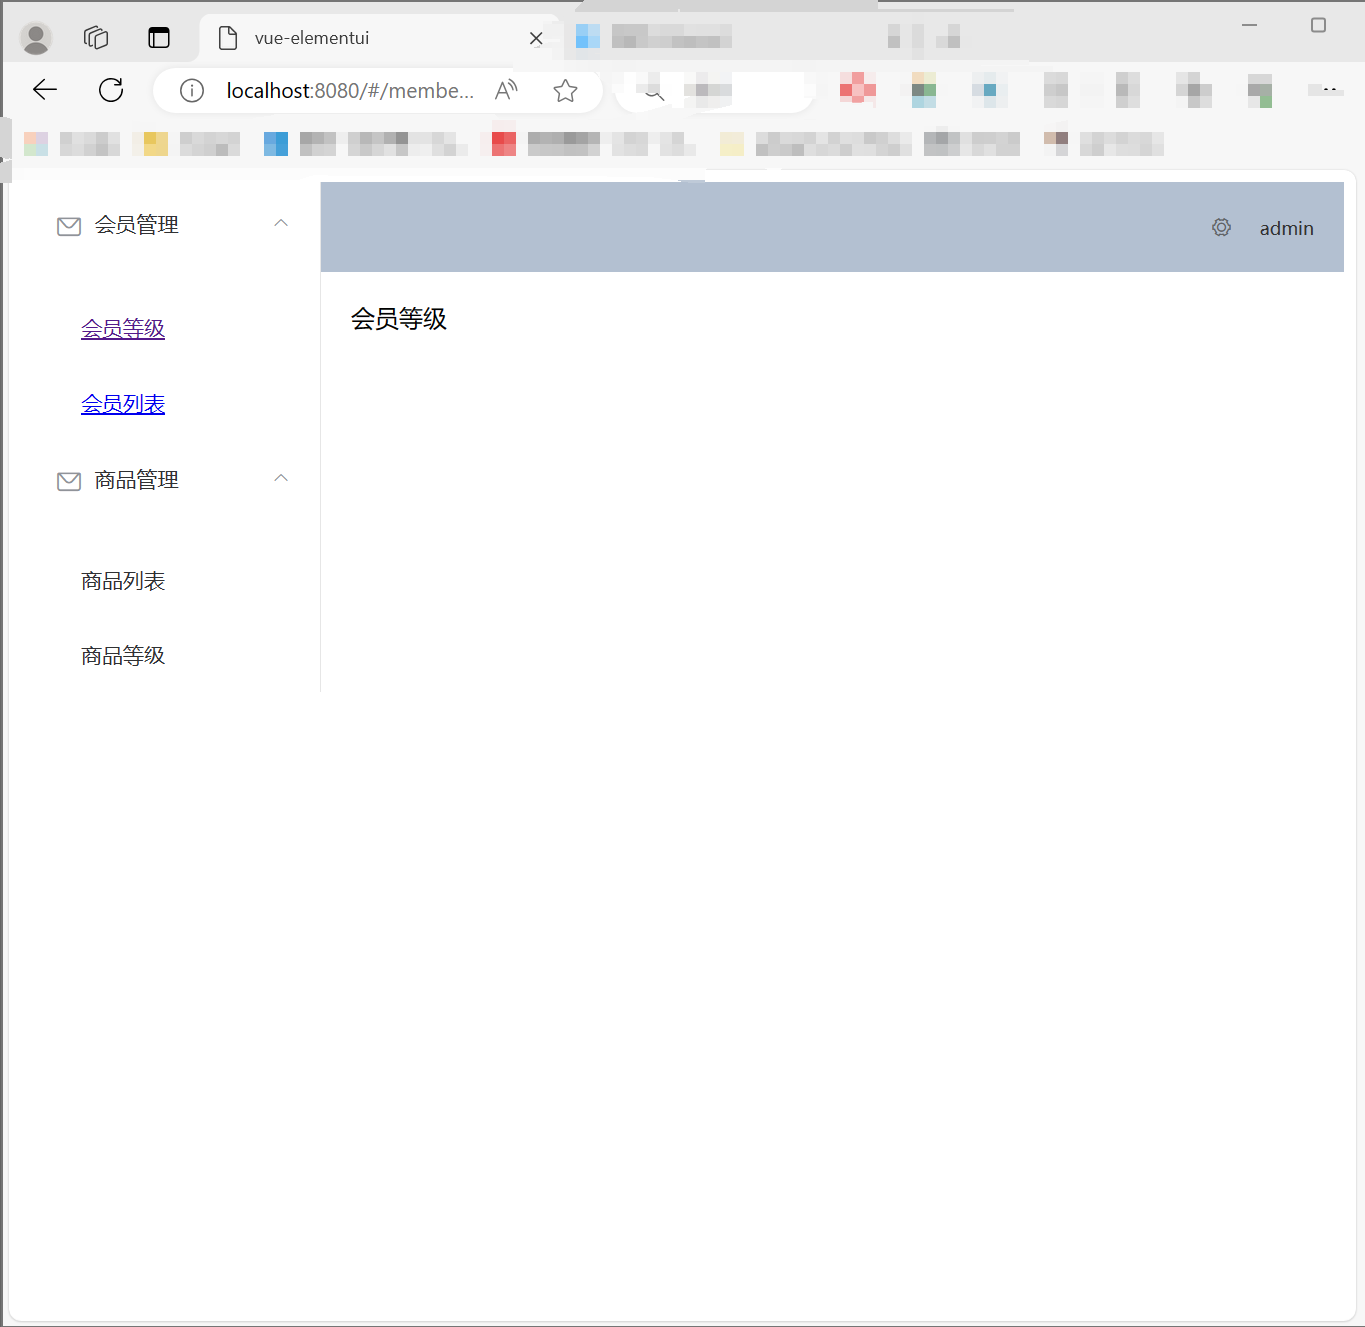 vue-elementui
localhost:8080/#/membe...
会员管理
admin
会员等级
会员等级
会员列表
商品管理
商品列表
商品等级